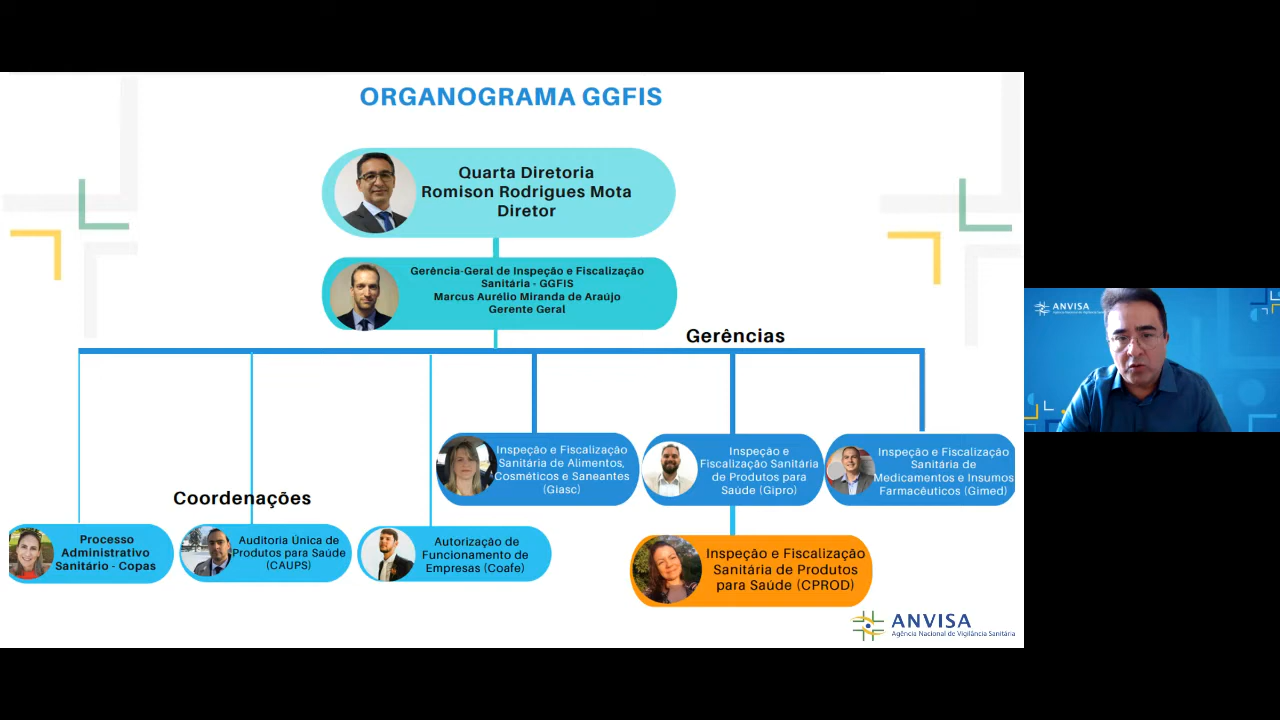 ORGANOGRAMA GGFIS
Quarta Diretoria
Romison Rodrigues Mota
Diretor
Gerência-Geral de Inspeção e Fiscalização
Sanitária - GGFIS
Marcus Aurélio Miranda de Araújo
Gerente Geral
Gerências
Inspeção e Fiscalização
Sanitária de Alimentos,
Cosméticos e Saneantes
(Giasc)
Inspeção e
Fiscalização Sanitária
de Produtos para
Saúde (Gipro)
Inspeção e Fiscalização
Sanitária de
Medicamentos e Insumos
Farmacêuticos (Gimed)
Coordenações
Processo
Administrativo
Sanitário - Copas
Auditoria Única de
Produtos para Saúde
(CAUPS)
Autorização de
Funcionamento de
Empresas (Coafe)
Inspeção e Fiscalização
Sanitária de Produtos
para Saúde (CPROD)
ANVISA
Agência Nacional de Vigilância Sanitária
ANVISA
Agência Nacional de Vigilância